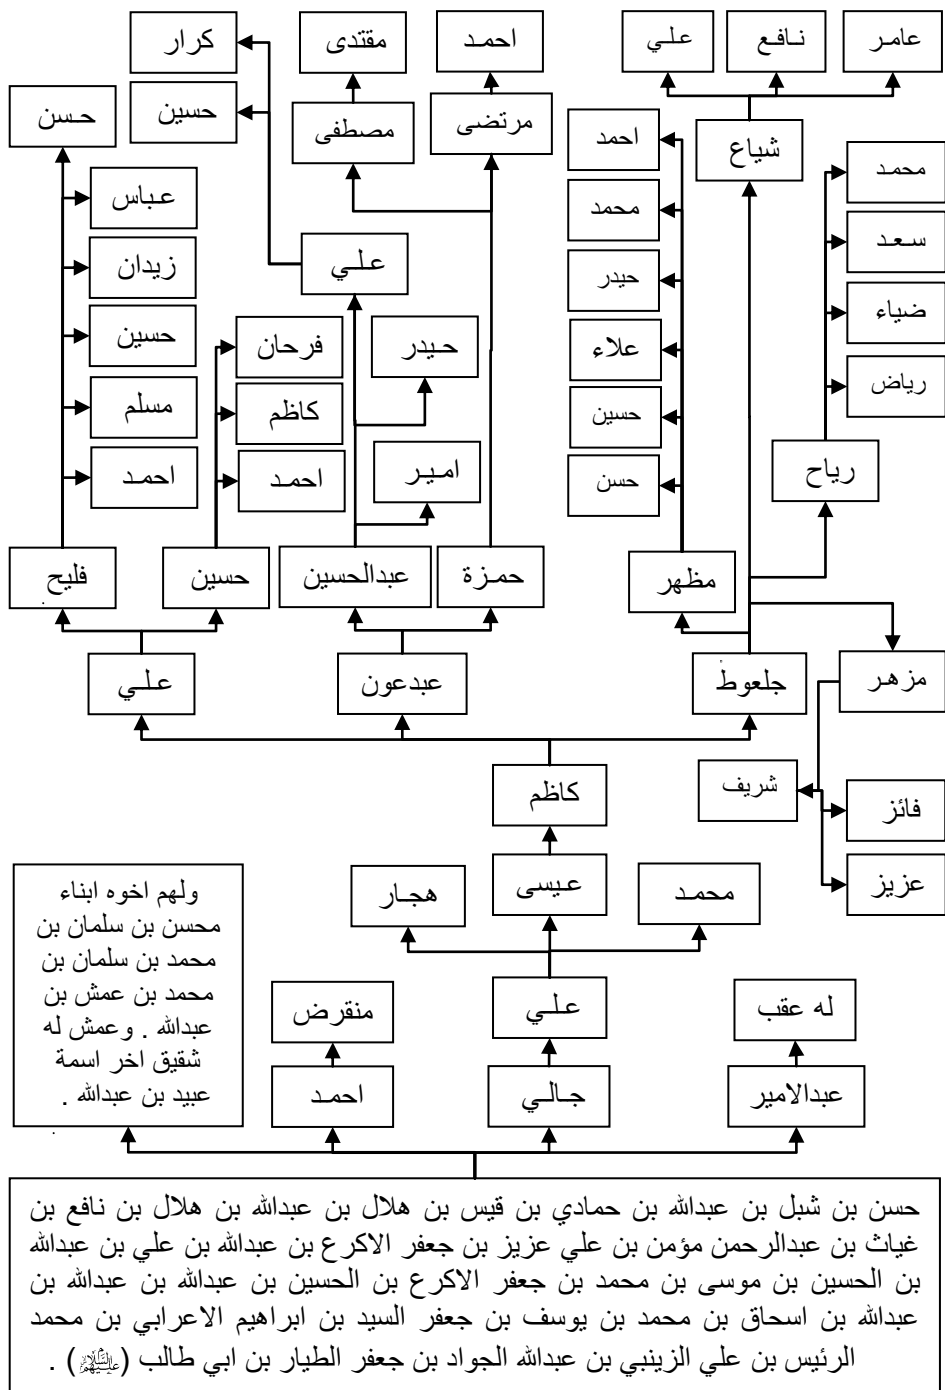 عامر
نافع
علي
احمد
مقتدى
كرار
شياع
مرتضى
مصطفى
حسين
حسن
احمد
محمد
محمد
سعد
ضياء
رياض
حيدر
علاء
حسين
حسن
عباس
زيدان
حسين
مسلم
احمد
علي
حيدر
امير
فرحان
كاظم
احمد
رياح
مظهر
حمزة
عبدالحسين
حسين
فليح
مزهر
جلعوط
عبدعون
علي
شريف
فائز
عزيز
كاظم
عيسى
هجار
محمد
ولهم اخوه ابناء
محسن بن سلمان بن
محمد بن سلمان بن
محمد بن عمش بن
عبدالله . وعمش له
شقيق اخر اسمة
عبيد بن عبدالله .
له عقب
علي
منقرض
عبدالامير
جالي
احمد
حسن بن شبل بن عبدالله بن حمادي بن قيس بن هلال بن عبدالله بن هلال بن نافع بن
غياث بن عبدالرحمن مؤمن بن علي عزيز بن جعفر الاكرع بن عبدالله بن علي بن عبدالله
بن الحسين بن موسى بن محمد بن جعفر الاكرع بن الحسين بن عبدالله بن عبدالله بن
عبدالله بن اسحاق بن محمد بن يوسف بن جعفر السيد بن ابراهيم الاعرابي بن محمد
الرئيس بن علي الزينبي بن عبدالله الجواد بن جعفر الطيار بن ابي طالب (عليهم السلام) .